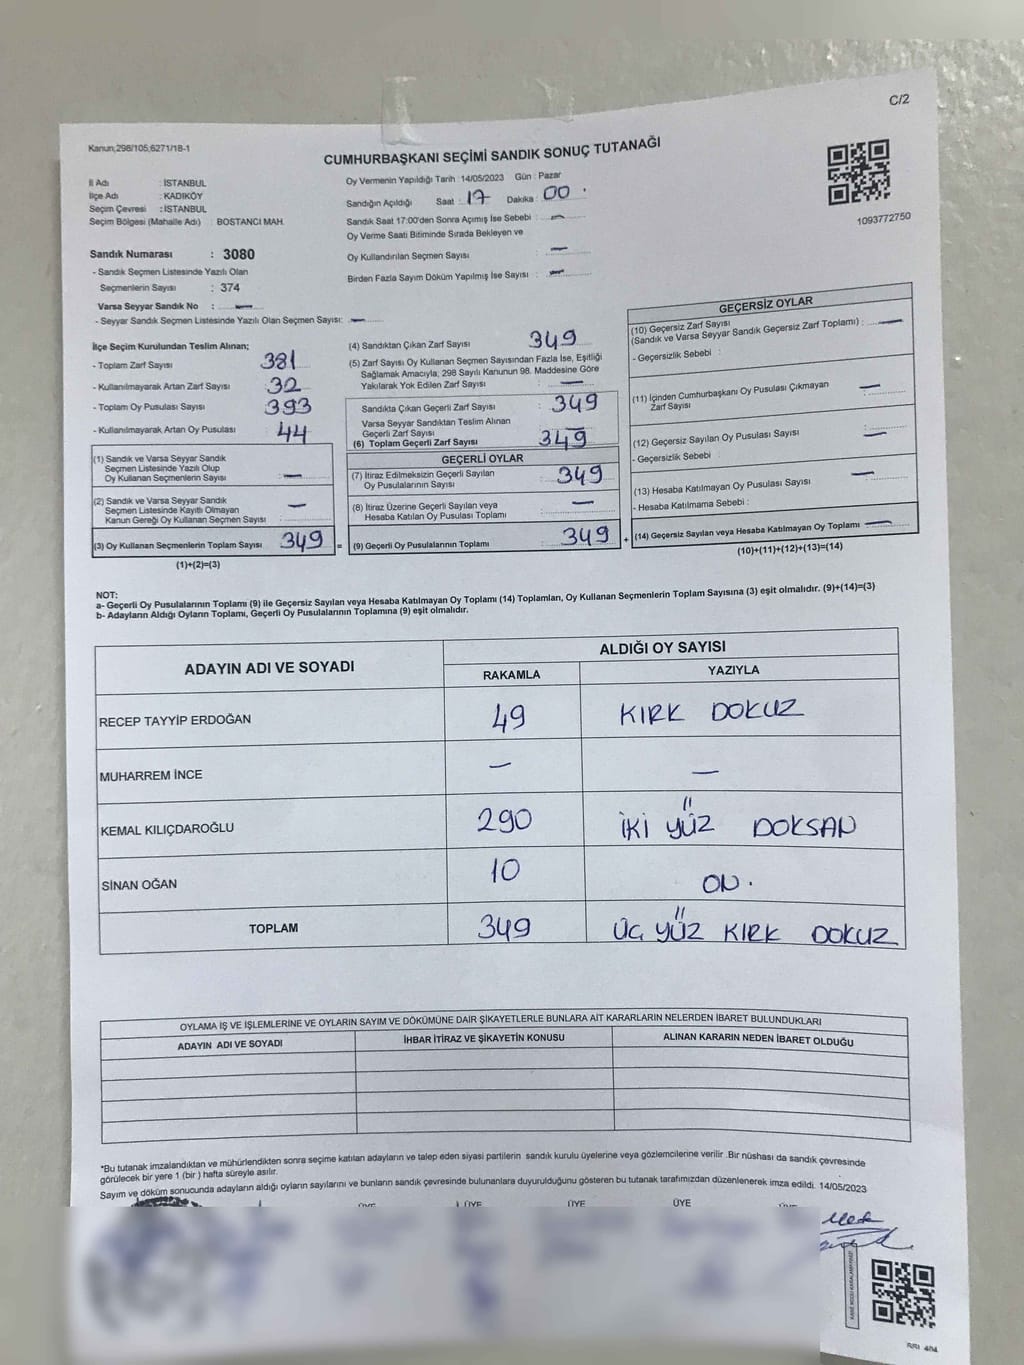 C/2
Kanun;298/105,6271/18-1
CUMHURBAŞKANI SEÇİMİ SANDIK SONUÇ TUTANAĞI
1093772750
İl Adı : İSTANBUL
İlçe Adı : KADIKÖY
Seçim Çevresi : İSTANBUL
Seçim Bölgesi (Mahalle Adı) : BOSTANCI MAH.
Oy Vermenin Yapıldığı Tarih : 14/05/2023 Gün : Pazar
Sandığın Açıldığı Saat : 17 Dakika : 00
Sandık Saat 17:00'den Sonra Açımış İse Sebebi : —
Oy Verme Saati Bitiminde Sırada Bekleyen ve
Oy Kullandırılan Seçmen Sayısı : —
Birden Fazla Sayım Döküm Yapılmış İse Sayısı : —
Sandık Numarası : 3080
- Sandık Seçmen Listesinde Yazılı Olan
Seçmenlerin Sayısı : 374
Varsa Seyyar Sandık No : —
- Seyyar Sandık Seçmen Listesinde Yazılı Olan Seçmen Sayısı: —
İlçe Seçim Kurulundan Teslim Alınan;
- Toplam Zarf Sayısı : 381
- Kullanılmayarak Artan Zarf Sayısı : 32
- Toplam Oy Pusulası Sayısı : 393
- Kullanılmayarak Artan Oy Pusulası : 44
(1) Sandık ve Varsa Seyyar Sandık
Seçmen Listesinde Yazılı Olup
Oy Kullanan Seçmenlerin Sayısı : —
(2) Sandık ve Varsa Seyyar Sandık
Seçmen Listesinde Kayıtlı Olmayan
Kanun Gereği Oy Kullanan Seçmen Sayısı : —
(3) Oy Kullanan Seçmenlerin Toplam Sayısı : 349 =
(1)+(2)=(3)
(4) Sandıktan Çıkan Zarf Sayısı : 349
(5) Zarf Sayısı Oy Kullanan Seçmen Sayısından Fazla İse, Eşitliği
Sağlamak Amacıyla, 298 Sayılı Kanunun 98. Maddesine Göre
Yakılarak Yok Edilen Zarf Sayısı : —
Sandıkta Çıkan Geçerli Zarf Sayısı : 349
Varsa Seyyar Sandıktan Teslim Alınan
Geçerli Zarf Sayısı : —
(6) Toplam Geçerli Zarf Sayısı : 349
GEÇERLİ OYLAR
(7) İtiraz Edilmeksizin Geçerli Sayılan
Oy Pusulalarının Sayısı : 349
(8) İtiraz Üzerine Geçerli Sayılan veya
Hesaba Katılan Oy Pusulası Toplamı : —
(9) Geçerli Oy Pusulalarının Toplamı : 349 +
GEÇERSİZ OYLAR
(10) Geçersiz Zarf Sayısı
(Sandık ve Varsa Seyyar Sandık Geçersiz Zarf Toplamı) : —
- Geçersizlik Sebebi :
(11) İçinden Cumhurbaşkanı Oy Pusulası Çıkmayan
Zarf Sayısı : —
(12) Geçersiz Sayılan Oy Pusulası Sayısı : —
- Geçersizlik Sebebi :
(13) Hesaba Katılmayan Oy Pusulası Sayısı : —
- Hesaba Katılmama Sebebi :
(14) Geçersiz Sayılan veya Hesaba Katılmayan Oy Toplamı : —
(10)+(11)+(12)+(13)=(14)
NOT:
a- Geçerli Oy Pusulalarının Toplamı (9) ile Geçersiz Sayılan veya Hesaba Katılmayan Oy Toplamı (14) Toplamları, Oy Kullanan Seçmenlerin Toplam Sayısına (3) eşit olmalıdır. (9)+(14)=(3)
b- Adayların Aldığı Oyların Toplamı, Geçerli Oy Pusulalarının Toplamına (9) eşit olmalıdır.
ADAYIN ADI VE SOYADI
ALDIĞI OY SAYISI
RAKAMLA YAZIYLA
RECEP TAYYİP ERDOĞAN 49 KIRK DOKUZ
MUHARREM İNCE — —
KEMAL KILIÇDAROĞLU 290 İKİ YÜZ DOKSAN
SİNAN OĞAN 10 ON.
TOPLAM 349 ÜÇ YÜZ KIRK DOKUZ
OYLAMA İŞ VE İŞLEMLERİNE VE OYLARIN SAYIM VE DÖKÜMÜNE DAİR ŞİKAYETLERLE BUNLARA AİT KARARLARIN NELERDEN İBARET BULUNDUKLARI
ADAYIN ADI VE SOYADI İHBAR İTİRAZ VE ŞİKAYETİN KONUSU ALINAN KARARIN NEDEN İBARET OLDUĞU
*Bu tutanak imzalandıktan ve mühürlendikten sonra seçime katılan adayların ve talep eden siyasi partilerin sandık kurulu üyelerine veya gözlemcilerine verilir .Bir nüshası da sandık çevresinde
görülecek bir yere 1 (bir ) hafta süreyle asılır.
Sayım ve döküm sonucunda adayların aldığı oyların sayılarını ve bunların sandık çevresinde bulunanlara duyurulduğunu gösteren bu tutanak tarafımızdan düzenlenerek imza edildi. 14/05/2023
ÜYE ÜYE ÜYE ÜYE